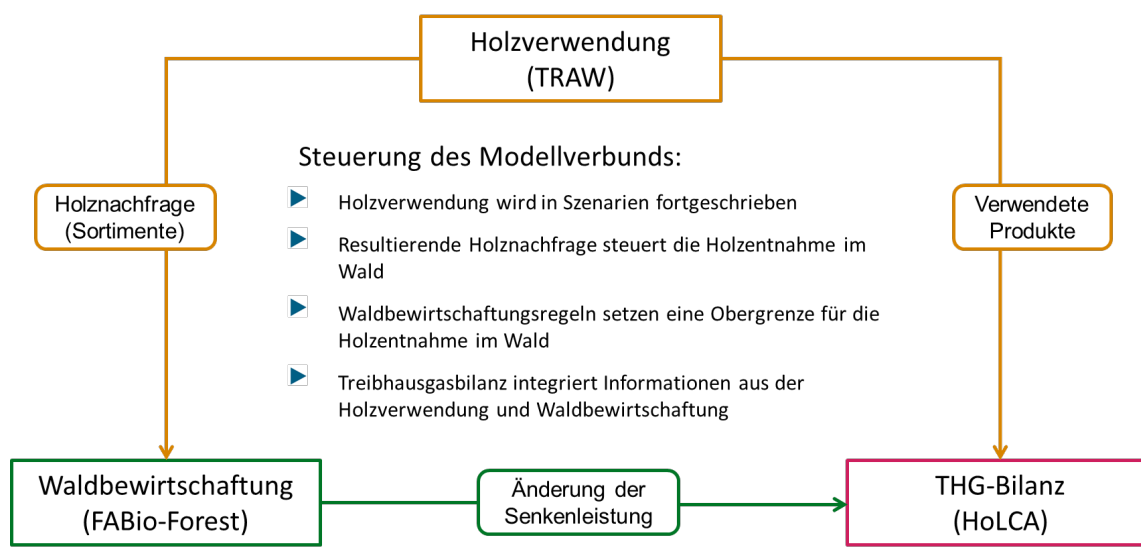 Holzverwendung
(TRAW)
Steuerung des Modellverbunds:
Holznachfrage
(Sortimente)
Verwendete
Produkte
Holzverwendung wird in Szenarien fortgeschrieben
Resultierende Holznachfrage steuert die Holzentnahme im
Wald
Waldbewirtschaftungsregeln setzen eine Obergrenze für die
Holzentnahme im Wald
Treibhausgasbilanz integriert Informationen aus der
Holzverwendung und Waldbewirtschaftung
Waldbewirtschaftung
(FABio-Forest)
Änderung der
Senkenleistung
THG-Bilanz
(HoLCA)